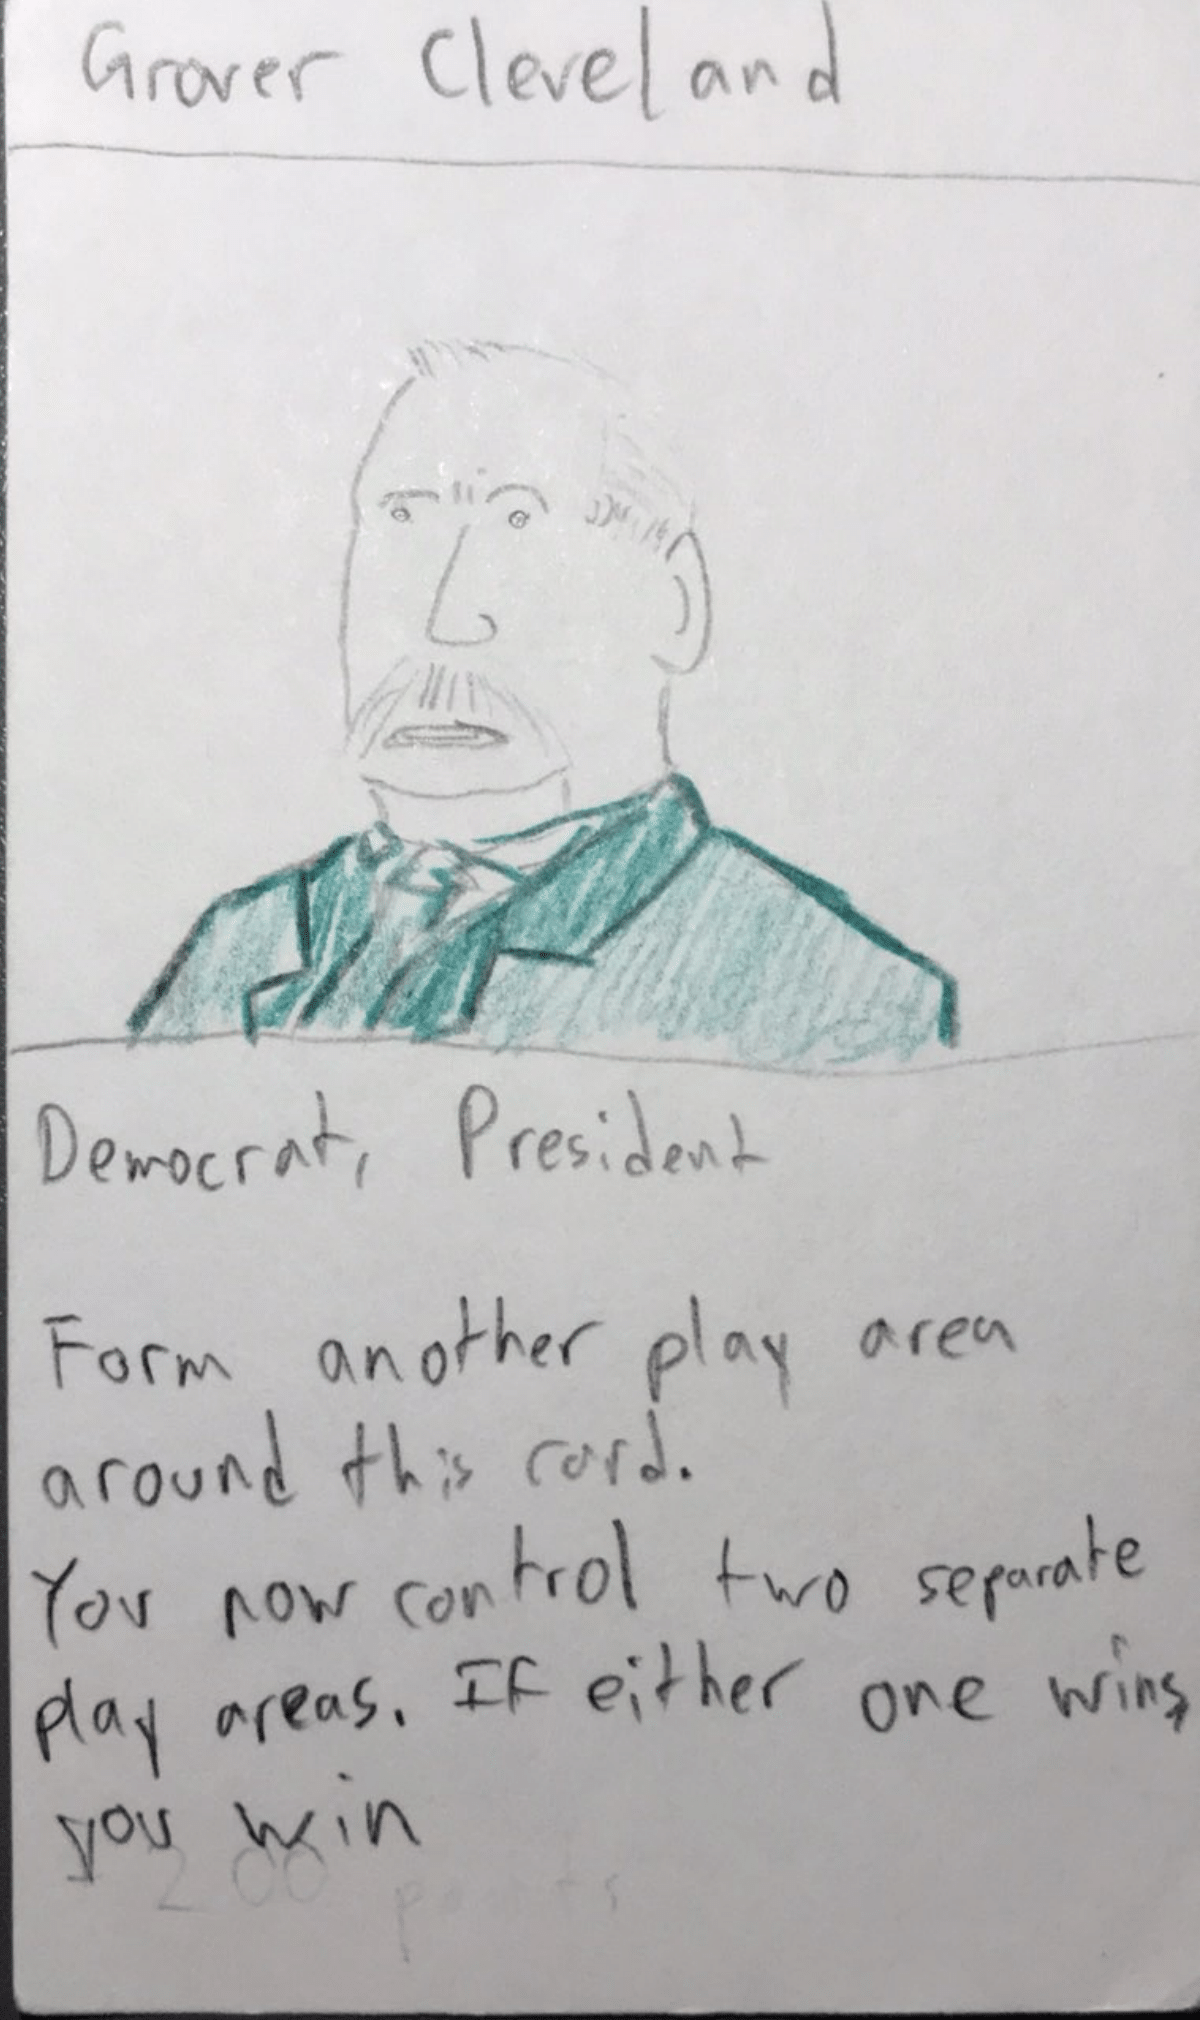 Grover Cleveland
Democrat, President
Form another play area
around this card.
You now control two separate
play areas. If either one wins,
you win
200 points